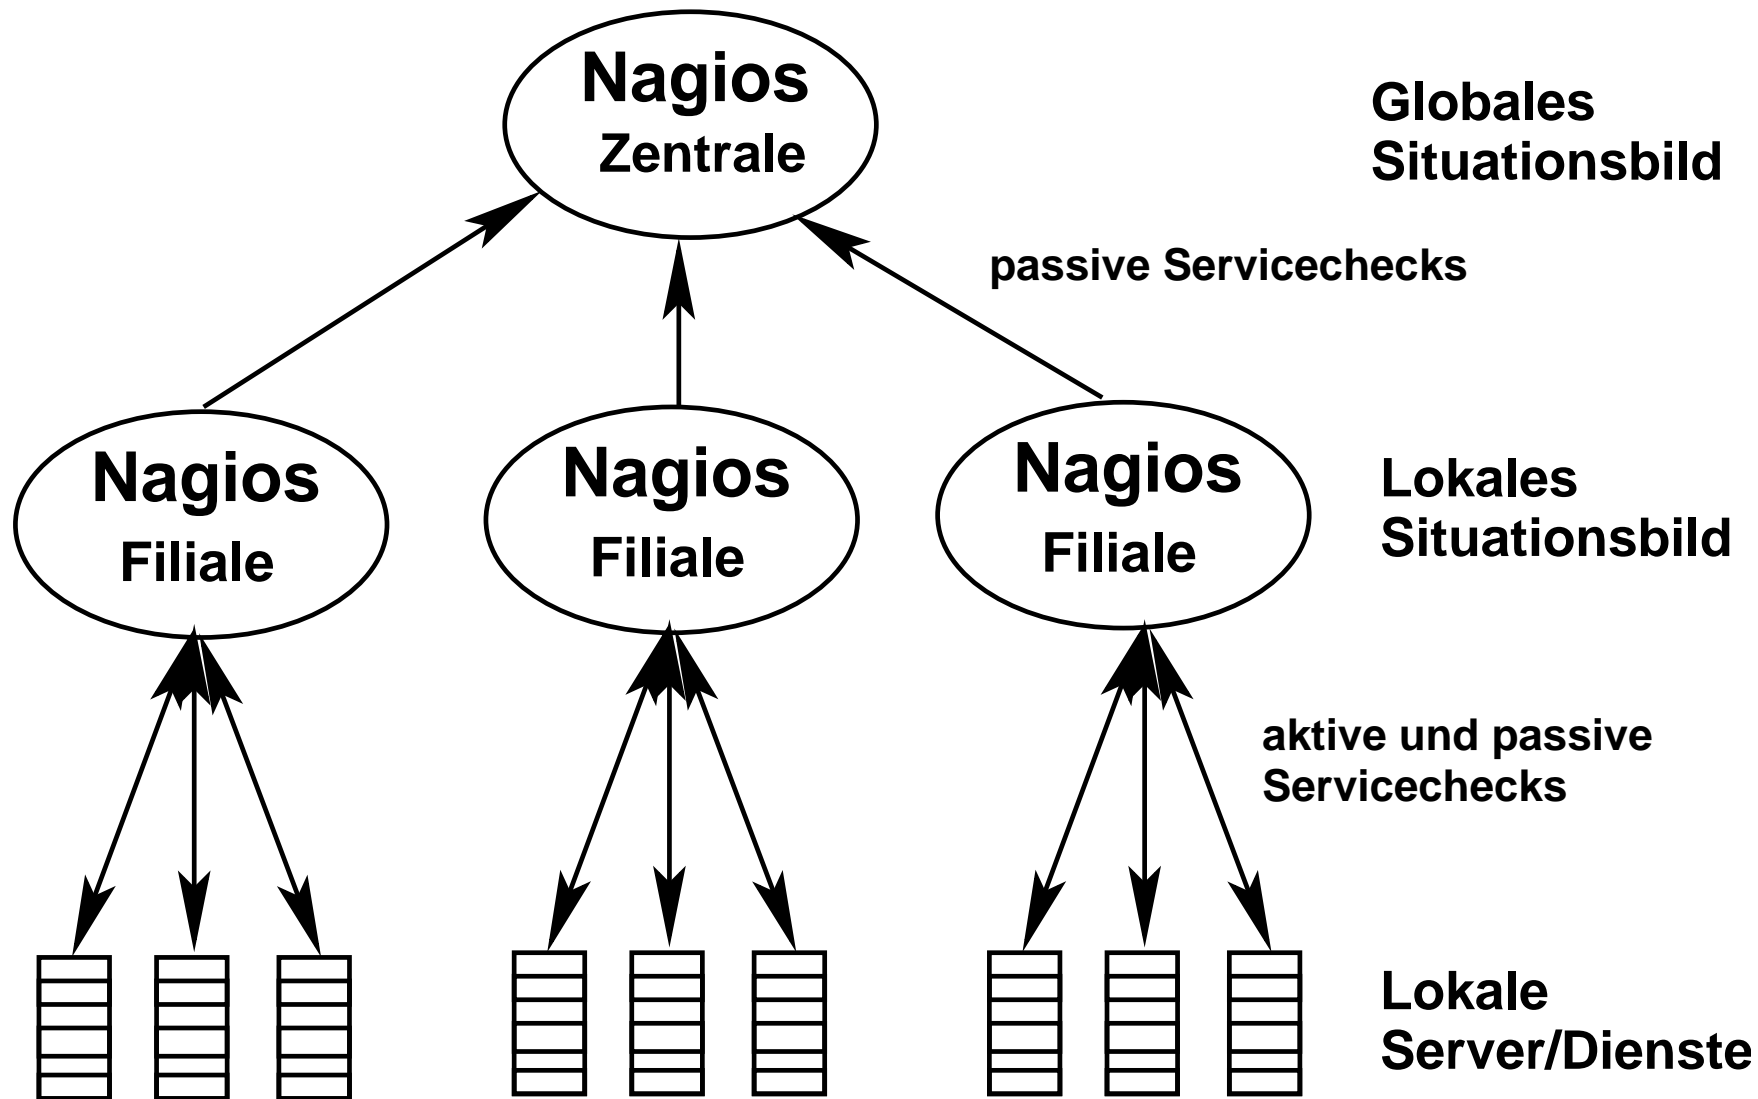 Nagios
Zentrale
Globales
Situationsbild
passive Servicechecks
Nagios
Filiale
Nagios
Filiale
Nagios
Filiale
Lokales
Situationsbild
aktive und passive
Servicechecks
Lokale
Server/Dienste